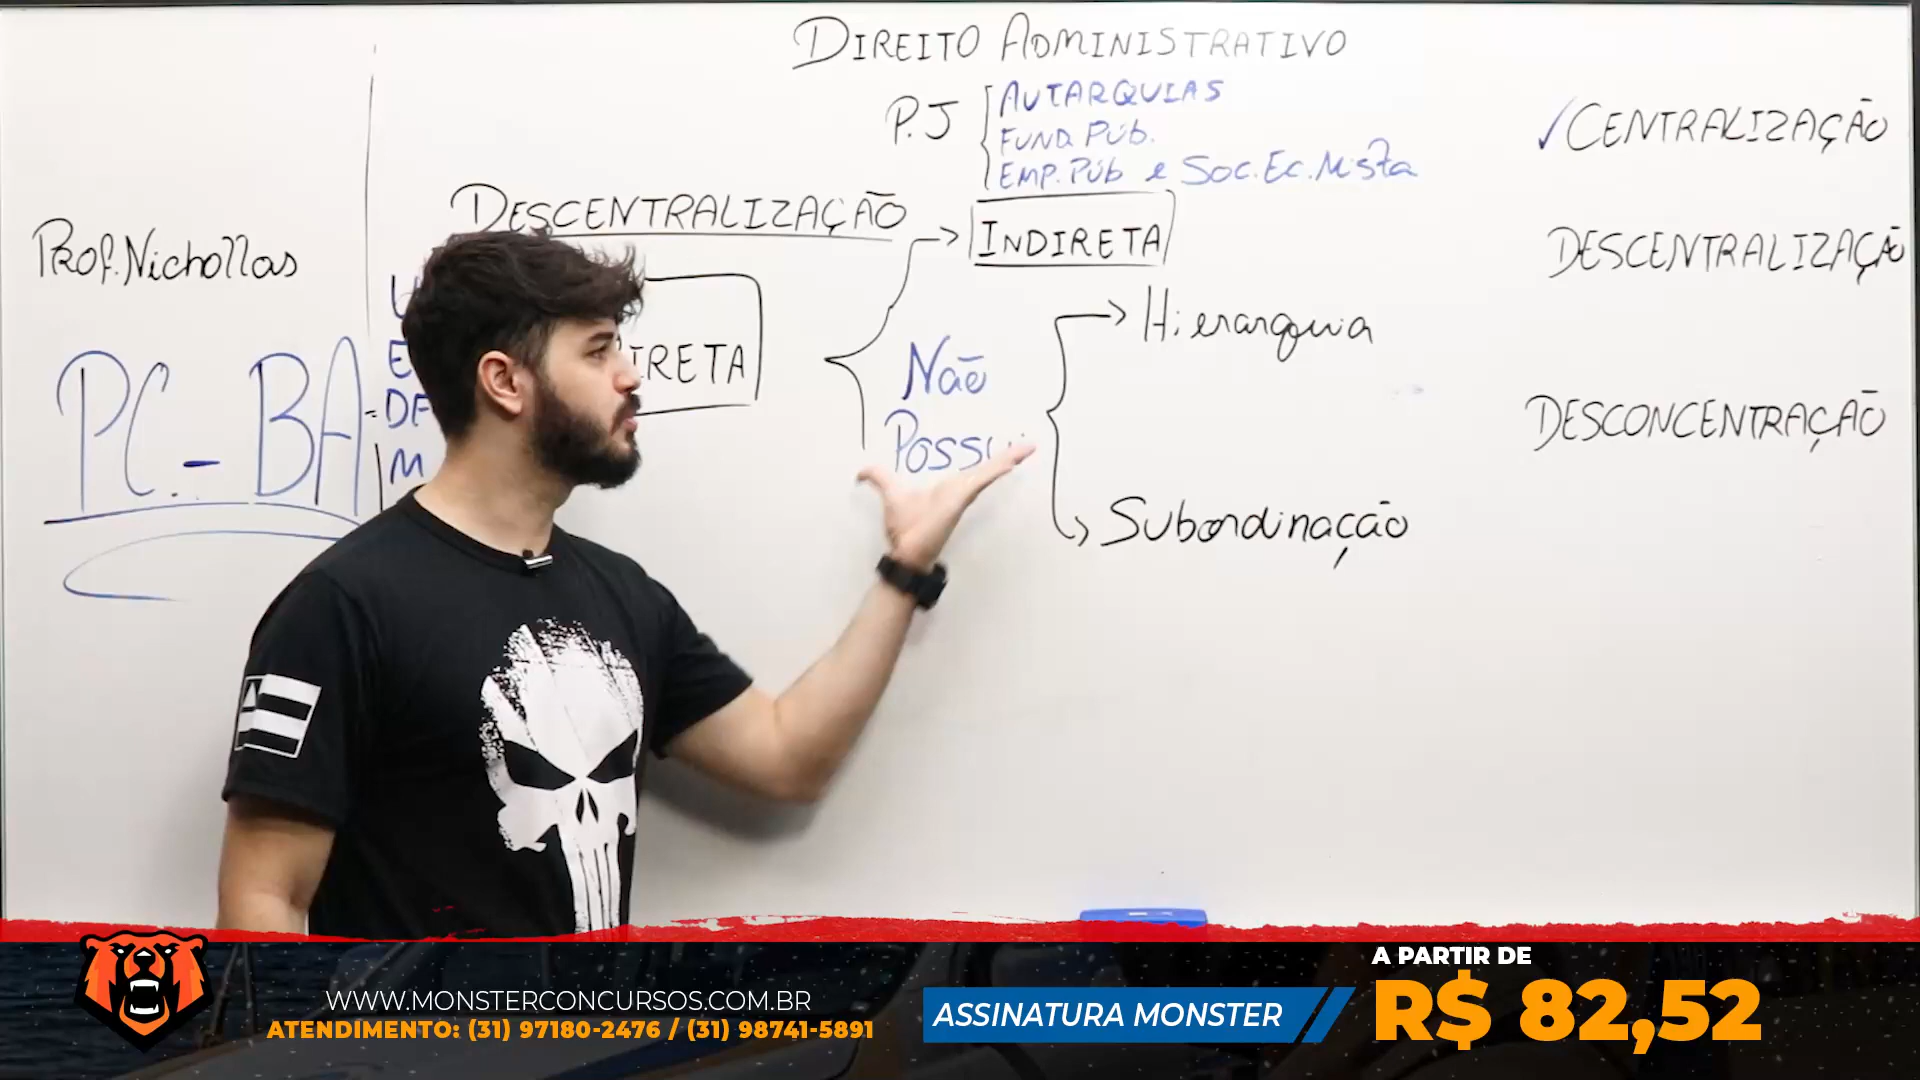 DIREITO ADMINISTRATIVO
P.J
AUTARQUIAS
FUND. PÚB.
EMP. PÚB e SOC. EC. MISTA
✓CENTRALIZAÇÃO
DESCENTRALIZAÇÃO
INDIRETA
DESCENTRALIZAÇÃO
Prof. Nichollas
Hierarquia
IRETA
Não
PC.-BA
DESCONCENTRAÇÃO
M
Subordinação
A PARTIR DE
R$ 82,52
WWW.MONSTERCONCURSOS.COM.BR
ATENDIMENTO: (31) 97180-2476 / (31) 98741-5891
ASSINATURA MONSTER